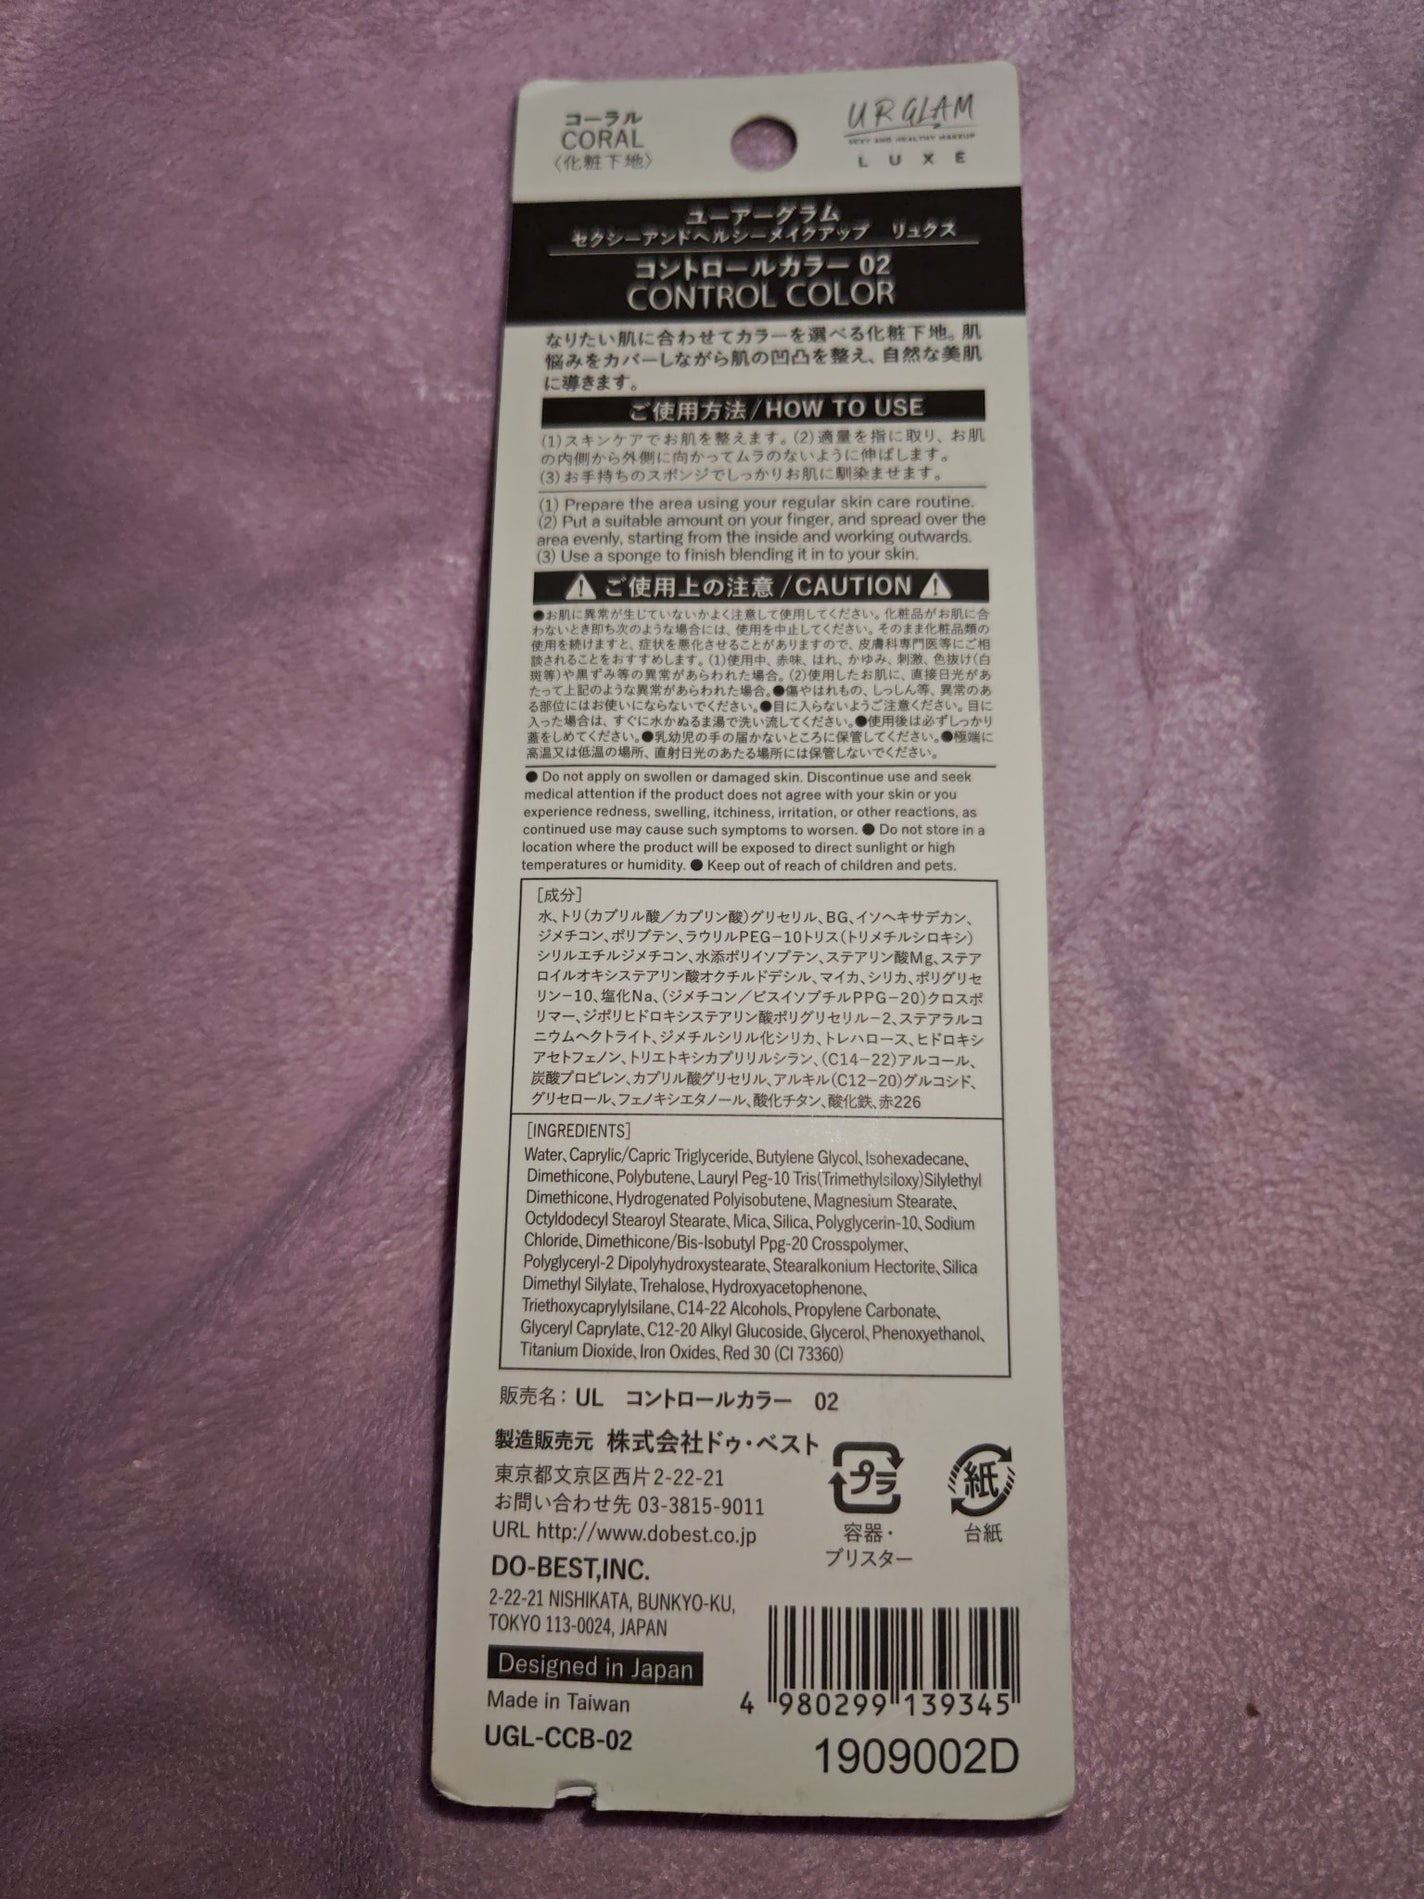 コーラル
CORAL
〈化粧下地〉
URGLAM
SEXY AND HEALTHY MAKEUP
LUXE
ユーアーグラム
セクシーアンドヘルシーメイクアップ リュクス
コントロールカラー 02
CONTROL COLOR
なりたい肌に合わせてカラーを選べる化粧下地。肌
悩みをカバーしながら肌の凹凸を整え、自然な美肌
に導きます。
ご使用方法/HOW TO USE
(1)スキンケアでお肌を整えます。(2)適量を指に取り、お肌
の内側から外側に向かってムラのないように伸ばします。
(3)お手持ちのスポンジでしっかりお肌に馴染ませます。
(1) Prepare the area using your regular skin care routine.
(2) Put a suitable amount on your finger, and spread over the
area evenly, starting from the inside and working outwards.
(3) Use a sponge to finish blending it in to your skin.
⚠ご使用上の注意/CAUTION⚠
●お肌に異常が生じていないかよく注意して使用してください。化粧品がお肌に合
わないとき即ち次のような場合には、使用を中止してください。そのまま化粧品類の
使用を続けますと、症状を悪化させることがありますので、皮膚科専門医等にご相
談されることをおすすめします。(1)使用中、赤味、はれ、かゆみ、刺激、色抜け(白
斑等)や黒ずみ等の異常があらわれた場合。(2)使用したお肌に、直接日光があ
たって上記のような異常があらわれた場合。●傷やはれもの、しっしん等、異常のあ
る部位にはお使いにならないでください。●目に入らないようご注意ください。目に
入った場合は、すぐに水かぬるま湯で洗い流してください。●使用後は必ずしっかり
蓋をしめてください。●乳幼児の手の届かないところに保管してください。●極端に
高温又は低温の場所、直射日光のあたる場所には保管しないでください。
● Do not apply on swollen or damaged skin. Discontinue use and seek
medical attention if the product does not agree with your skin or you
experience redness, swelling, itchiness, irritation, or other reactions, as
continued use may cause such symptoms to worsen. ● Do not store in a
location where the product will be exposed to direct sunlight or high
temperatures or humidity. ● Keep out of reach of children and pets.
[成分]
水、トリ(カプリル酸/カプリン酸)グリセリル、BG、イソヘキサデカン、
ジメチコン、ポリブテン、ラウリルPEG-10トリス(トリメチルシロキシ)
シリルエチルジメチコン、水添ポリイソブテン、ステアリン酸Mg、ステア
ロイルオキシステアリン酸オクチルドデシル、マイカ、シリカ、ポリグリセ
リン-10、塩化Na、(ジメチコン/ビスイソブチルPPG-20)クロスポ
リマー、ジポリヒドロキシステアリン酸ポリグリセリル-2、ステアラルコ
ニウムヘクトライト、ジメチルシリル化シリカ、トレハロース、ヒドロキシ
アセトフェノン、トリエトキシカプリリルシラン、(C14-22)アルコール、
炭酸プロピレン、カプリル酸グリセリル、アルキル(C12-20)グルコシド、
グリセロール、フェノキシエタノール、酸化チタン、酸化鉄、赤226
[INGREDIENTS]
Water、Caprylic/Capric Triglyceride、Butylene Glycol、Isohexadecane、
Dimethicone、Polybutene、Lauryl Peg-10 Tris(Trimethylsiloxy)Silylethyl
Dimethicone、Hydrogenated Polyisobutene、Magnesium Stearate、
Octyldodecyl Stearoyl Stearate、Mica、Silica、Polyglycerin-10、Sodium
Chloride、Dimethicone/Bis-Isobutyl Ppg-20 Crosspolymer、
Polyglyceryl-2 Dipolyhydroxystearate、Stearalkonium Hectorite、Silica
Dimethyl Silylate、Trehalose、Hydroxyacetophenone、
Triethoxycaprylylsilane、C14-22 Alcohols、Propylene Carbonate、
Glyceryl Caprylate、C12-20 Alkyl Glucoside、Glycerol、Phenoxyethanol、
Titanium Dioxide、Iron Oxides、Red 30 (CI 73360)
販売名：UL コントロールカラー 02
製造販売元 株式会社ドゥ・ベスト
東京都文京区西片2-22-21
お問い合わせ先 03-3815-9011
URL http://www.dobest.co.jp
プラ
容器・
ブリスター
紙
台紙
DO-BEST,INC.
2-22-21 NISHIKATA, BUNKYO-KU,
TOKYO 113-0024, JAPAN
Designed in Japan
Made in Taiwan
UGL-CCB-02
4 980299 139345
1909002D